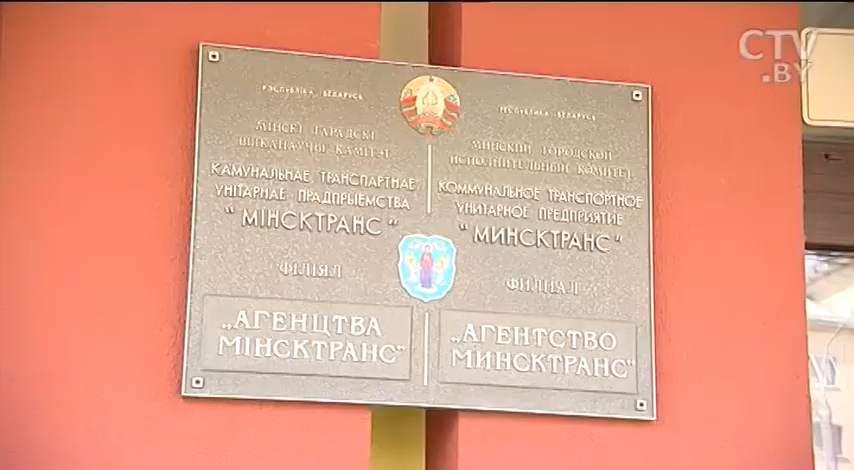 CTV
.BY
РЭСПУБЛІКА БЕЛАРУСЬ
МІНСКІ ГАРАДСКІ
ВЫКАНАУЧЫ КАМІТЭТ
КАМУНАЛЬНАЕ ТРАНСПАРТНАЕ
УНІТАРНАЕ ПРАДПРЫЕМСТВА
"МІНСКТРАНС"
ФІЛІЯЛ
„АГЕНЦТВА
МІНСКТРАНС"
РЕСПУБЛИКА БЕЛАРУСЬ
МИНСКИЙ ГОРОДСКОЙ
ИСПОЛНИТЕЛЬНЫЙ КОМИТЕТ
КОММУНАЛЬНОЕ ТРАНСПОРТНОЕ
УНИТАРНОЕ ПРЕДПРИЯТИЕ
"МИНСКТРАНС"
ФИЛИАЛ
„АГЕНТСТВО
МИНСКТРАНС"